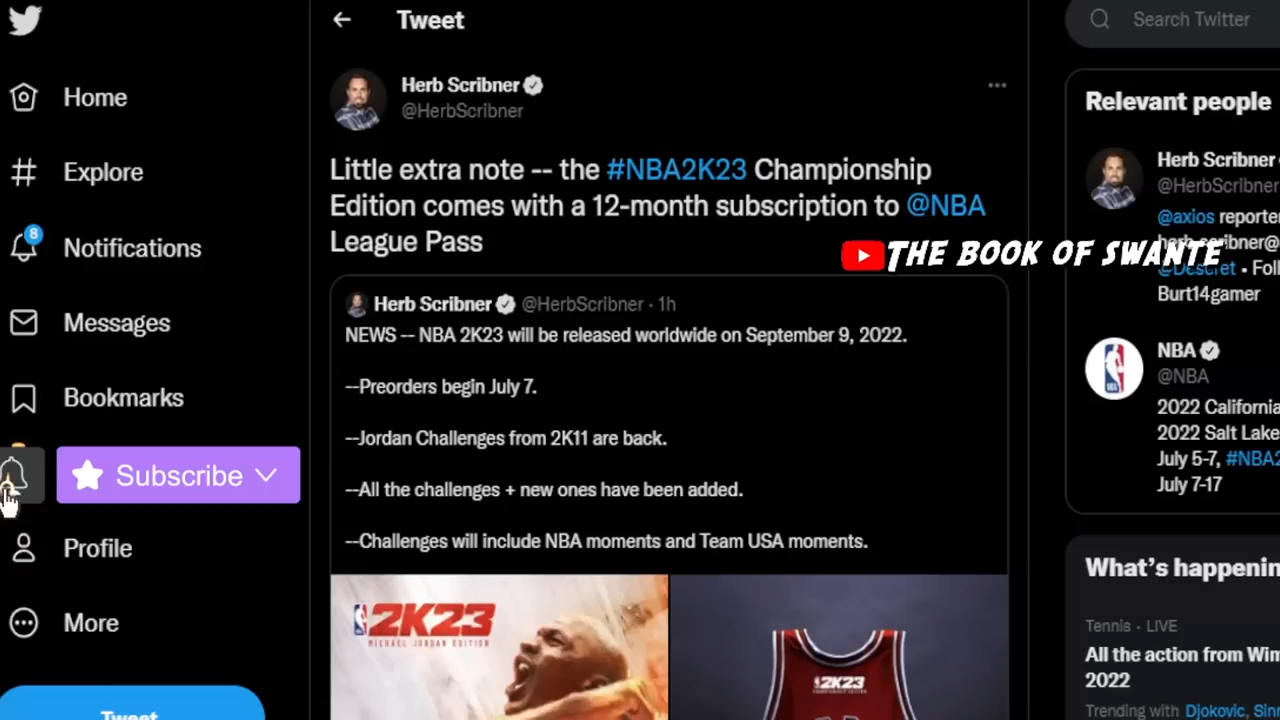 Home
Explore
8
Notifications
Messages
Bookmarks
Subscribe
Profile
More
Tweet
Tweet
Herb Scribner
@HerbScribner
Little extra note -- the #NBA2K23 Championship
Edition comes with a 12-month subscription to @NBA
League Pass
THE BOOK OF SWANTE
Herb Scribner @HerbScribner · 1h
NEWS -- NBA 2K23 will be released worldwide on September 9, 2022.
--Preorders begin July 7.
--Jordan Challenges from 2K11 are back.
--All the challenges + new ones have been added.
--Challenges will include NBA moments and Team USA moments.
2K23
MICHAEL JORDAN EDITION
2K23
Search Twitter
Relevant people
Herb Scribner
@HerbScribner
@axios reporter
herb.scribner@
@Descret • Foll
Burt14gamer
NBA
@NBA
2022 California
2022 Salt Lake
July 5-7, #NBA2
July 7-17
What's happenin
Tennis · LIVE
All the action from Wim
2022
Trending with Djokovic, Sinn